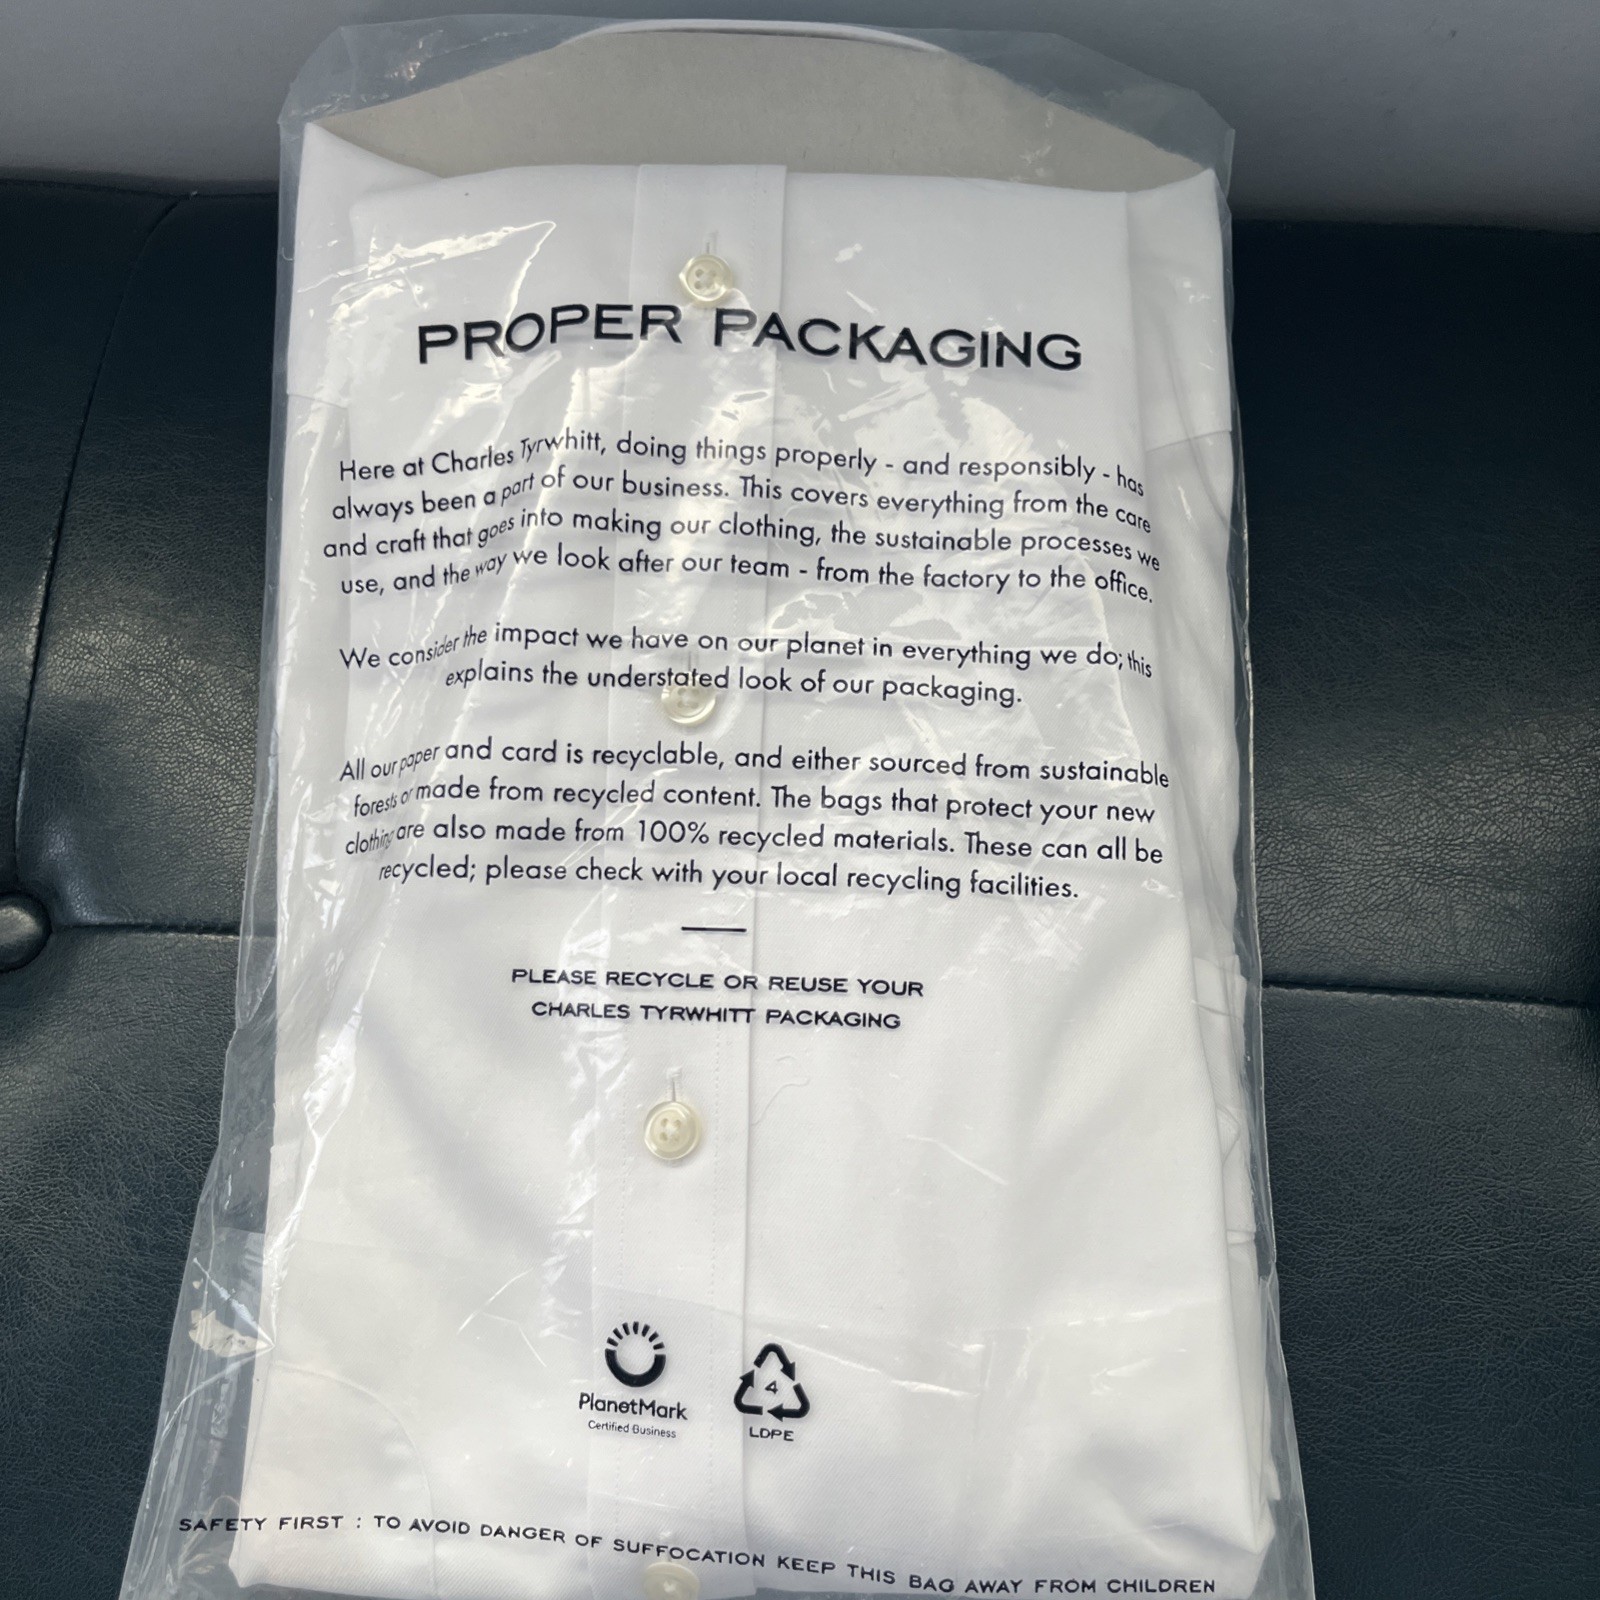 PROPER PACKAGING
Here at Charles Tyrwhitt, doing things properly - and responsibly - has
always been a part of our business. This covers everything from the care
and craft that goes into making our clothing, the sustainable processes we
use, and the way we look after our team - from the factory to the office.
We consider the impact we have on our planet in everything we do; this
explains the understated look of our packaging.
All our paper and card is recyclable, and either sourced from sustainable
forests or made from recycled content. The bags that protect your new
clothing are also made from 100% recycled materials. These can all be
recycled; please check with your local recycling facilities.
PLEASE RECYCLE OR REUSE YOUR
CHARLES TYRWHITT PACKAGING
PlanetMark
Certified Business
4
LDPE
SAFETY FIRST : TO AVOID DANGER OF SUFFOCATION KEEP THIS BAG AWAY FROM CHILDREN